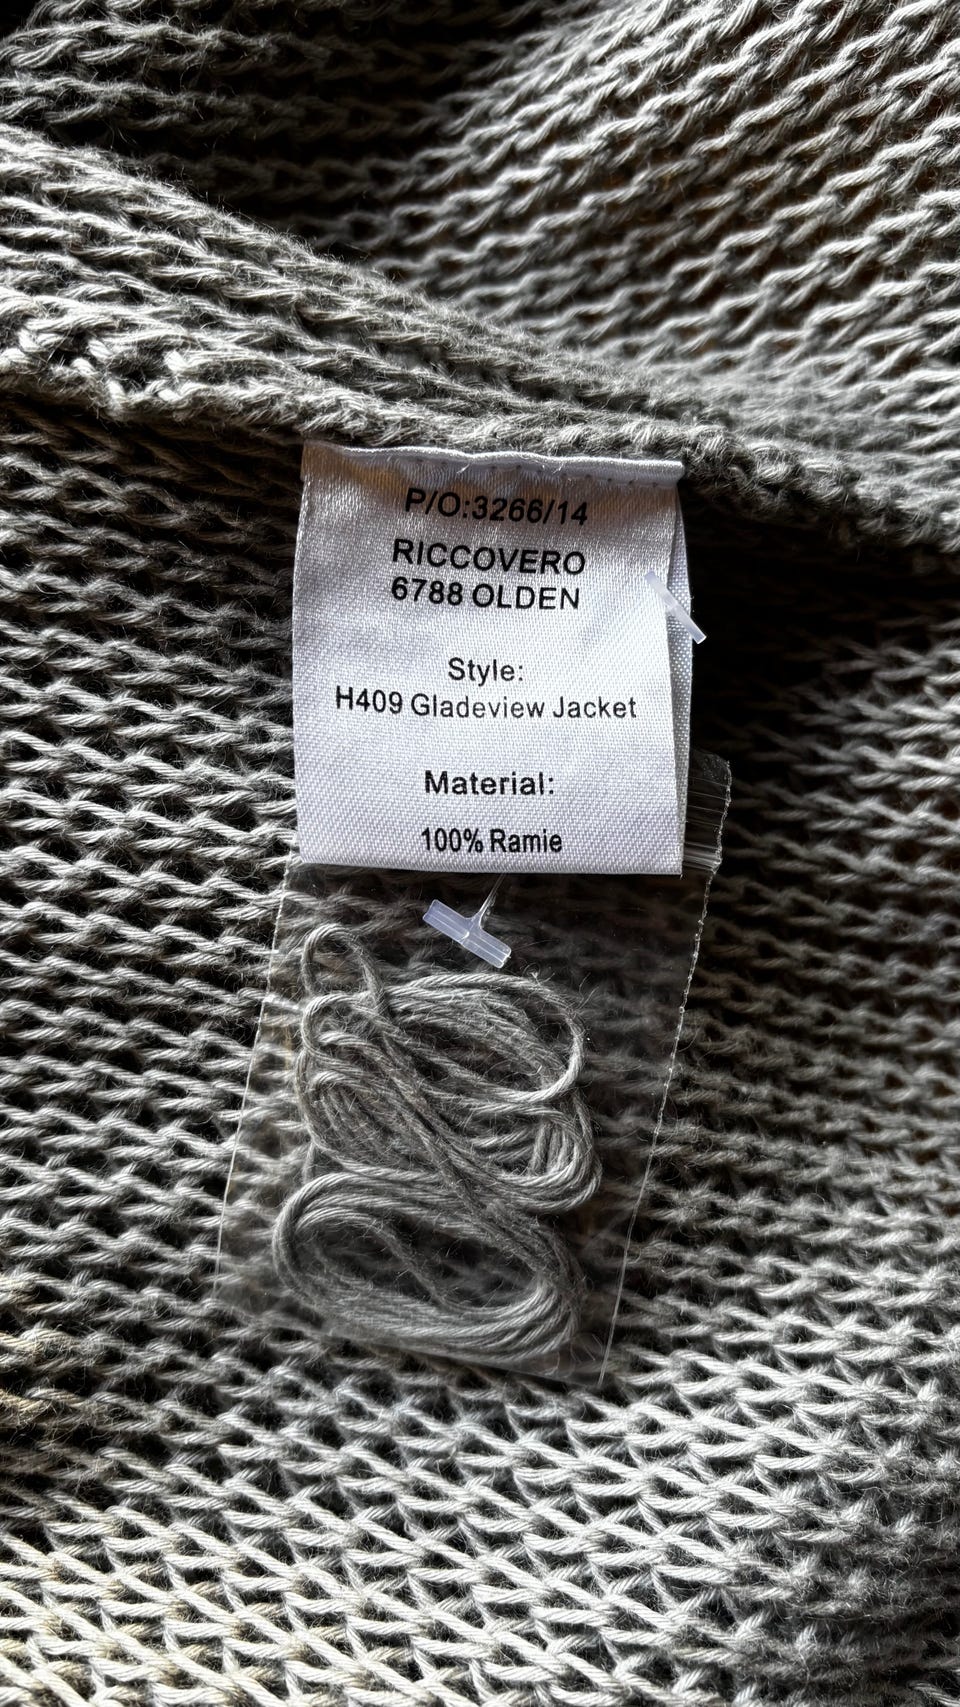 P/O:3266/14
RICCOVERO
6788 OLDEN
Style:
H409 Gladeview Jacket
Material:
100% Ramie